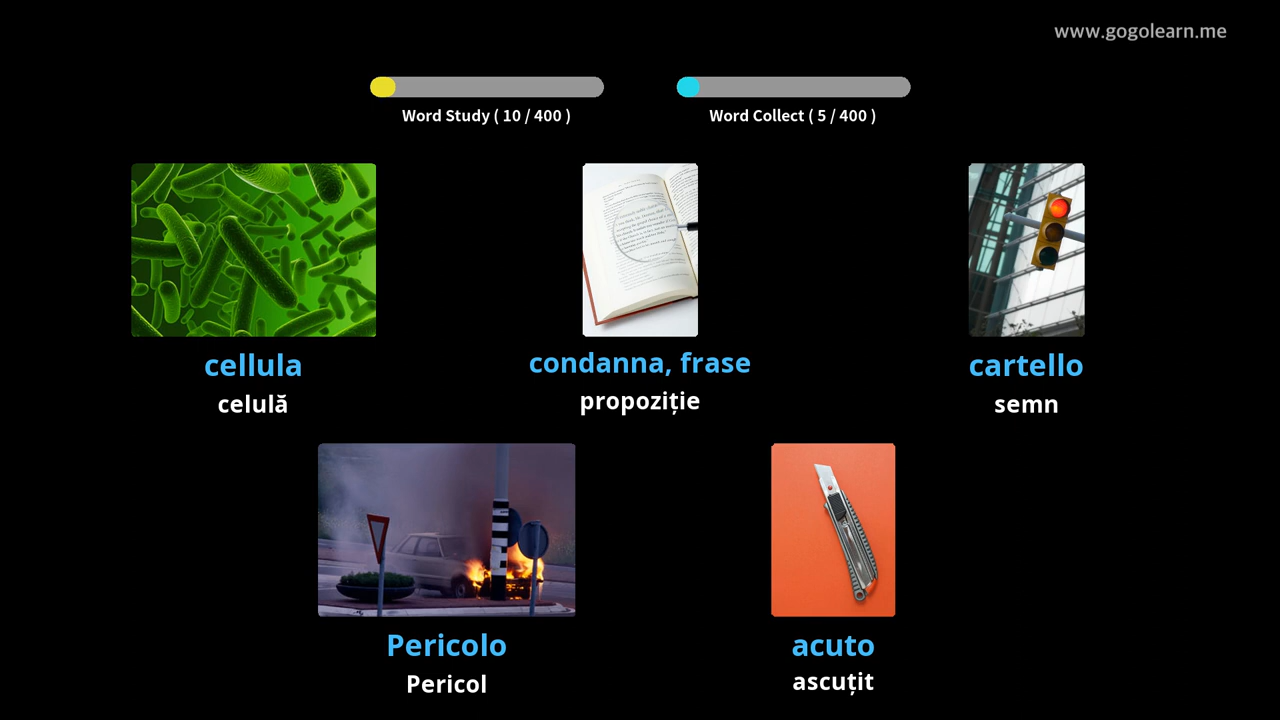 www.gogolearn.me
Word Study ( 10 / 400 )
Word Collect ( 5 / 400 )
cellula
celulă
condanna, frase
propoziție
cartello
semn
Pericolo
Pericol
acuto
ascuțit